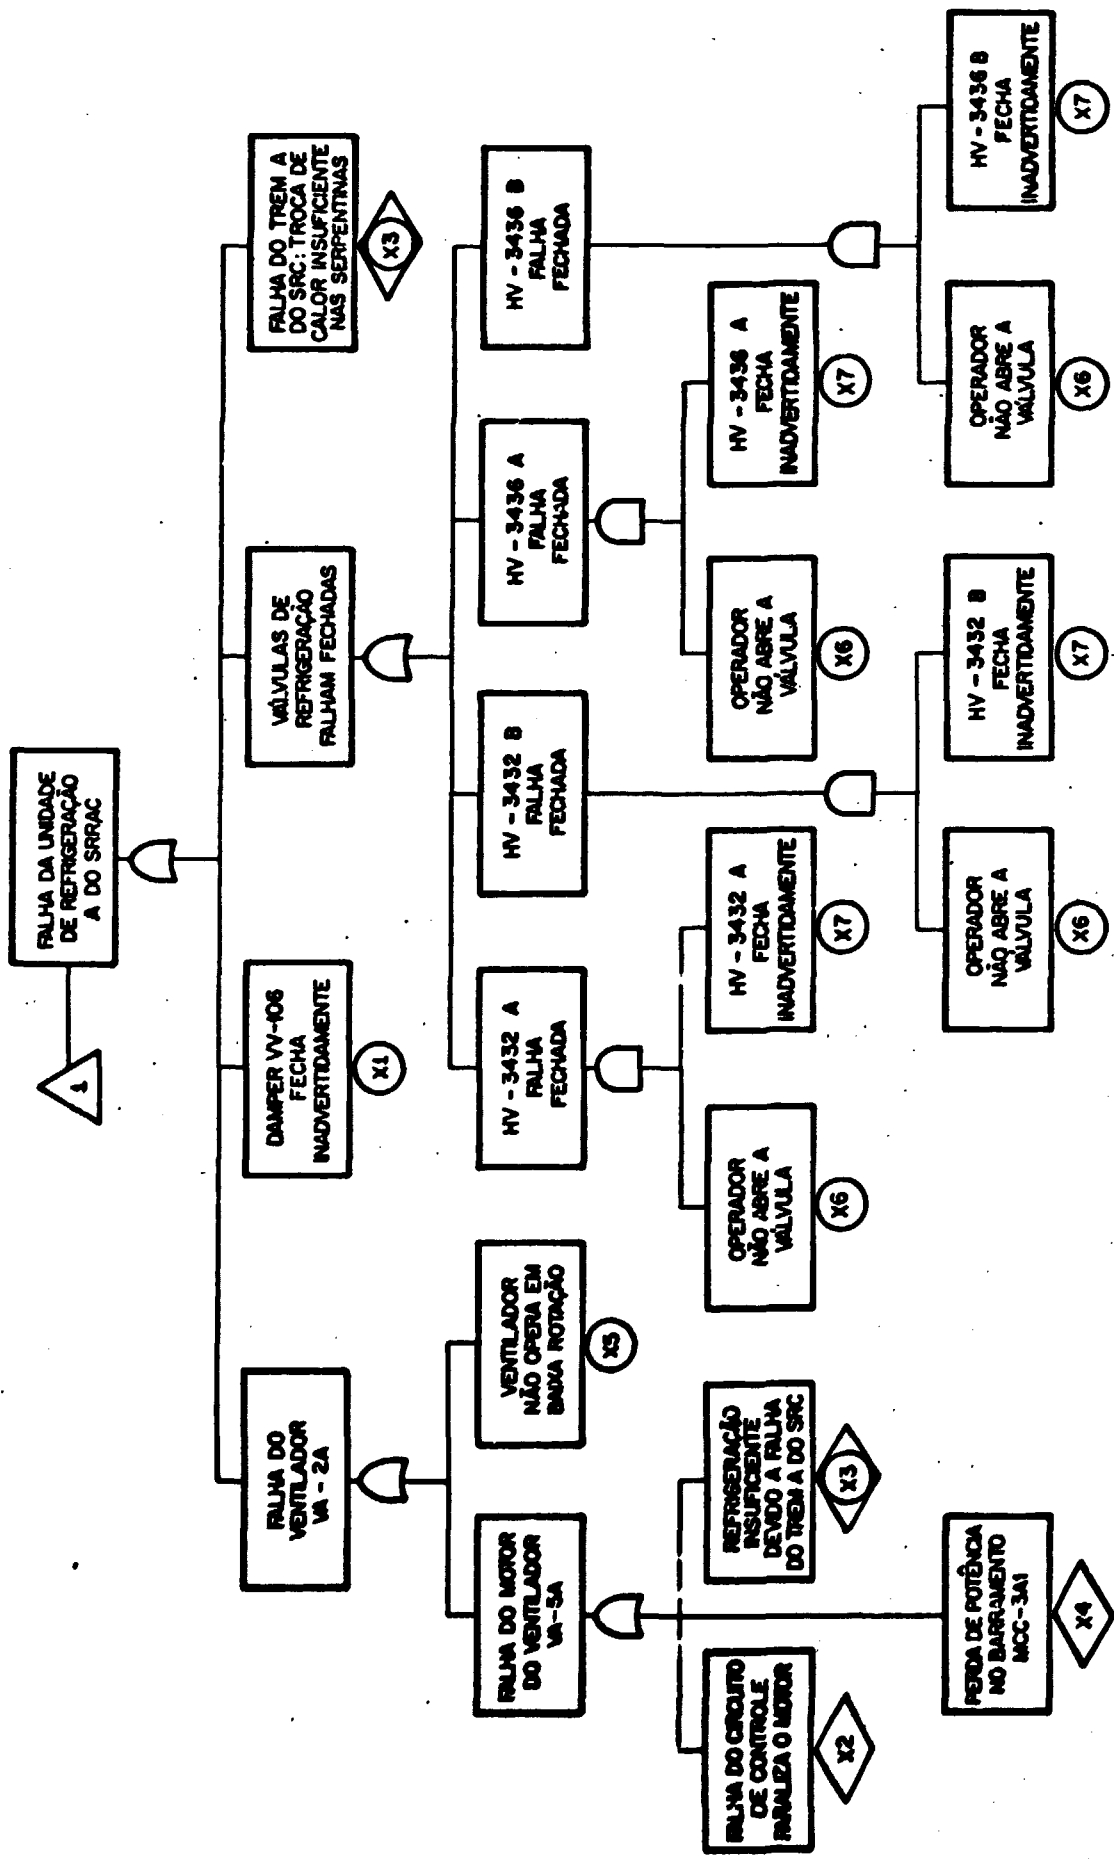 1
FALHA DA UNIDADE
DE REFRIGERAÇÃO
A DO SRRAC
FALHA DO
VENTILADOR
VA - 2A
DAMPER VV-106
FECHA
INADVERTIDAMENTE
X1
VÁLVULAS DE
REFRIGERAÇÃO
FALHAM FECHADAS
FALHA DO TREM A
DO SRC: TROCA DE
CALOR INSUFICIENTE
NAS SERPENTINAS
X3
FALHA DO MOTOR
DO VENTILADOR
VA-5A
VENTILADOR
NÃO OPERA EM
BAIXA ROTAÇÃO
X5
HV - 3432 A
FALHA
FECHADA
HV - 3432 B
FALHA
FECHADA
HV - 3436 A
FALHA
FECHADA
HV - 3436 B
FALHA
FECHADA
FALHA DO CIRCUITO
DE CONTROLE
PARALIZA O MOTOR
X2
REFRIGERAÇÃO
INSUFICIENTE
DEVIDO A FALHA
DO TREM A DO SRC
X3
OPERADOR
NÃO ABRE A
VÁLVULA
X6
HV - 3432 A
FECHA
INADVERTIDAMENTE
X7
OPERADOR
NÃO ABRE A
VÁLVULA
X6
HV - 3436 A
FECHA
INADVERTIDAMENTE
X7
PERDA DE POTÊNCIA
NO BARRAMENTO
MCC-3A1
X4
OPERADOR
NÃO ABRE A
VÁLVULA
X6
HV - 3432 B
FECHA
INADVERTIDAMENTE
X7
OPERADOR
NÃO ABRE A
VÁLVULA
X6
HV - 3436 B
FECHA
INADVERTIDAMENTE
X7